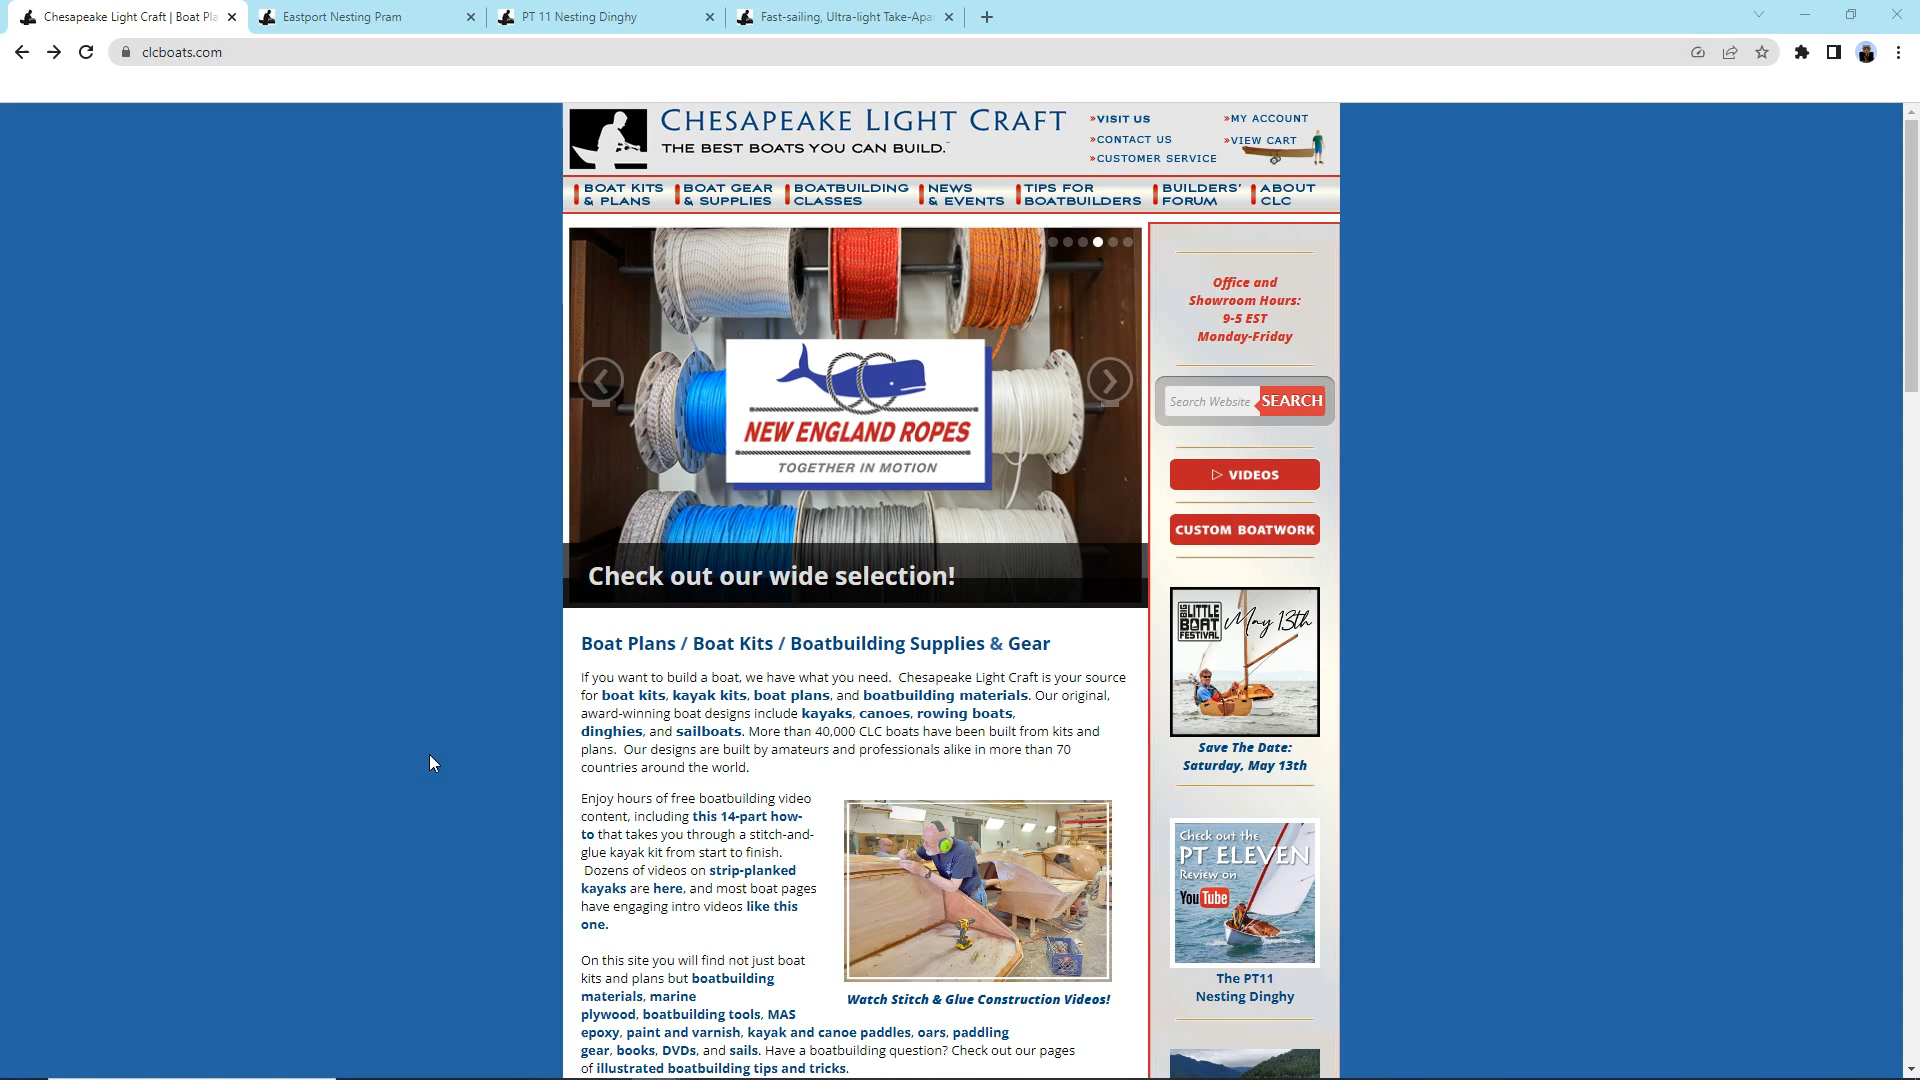 Chesapeake Light Craft | Boat Pla
Eastport Nesting Pram
PT 11 Nesting Dinghy
Fast-sailing, Ultra-light Take-Apa
clcboats.com
CHESAPEAKE LIGHT CRAFT
THE BEST BOATS YOU CAN BUILD.
»VISIT US
»MY ACCOUNT
»CONTACT US
»VIEW CART
»CUSTOMER SERVICE
BOAT KITS & PLANS
BOAT GEAR & SUPPLIES
BOATBUILDING CLASSES
NEWS & EVENTS
TIPS FOR BOATBUILDERS
BUILDERS' FORUM
ABOUT CLC
NEW ENGLAND ROPES
TOGETHER IN MOTION
Check out our wide selection!
Boat Plans / Boat Kits / Boatbuilding Supplies & Gear
If you want to build a boat, we have what you need.  Chesapeake Light Craft is your source
for boat kits, kayak kits, boat plans, and boatbuilding materials. Our original,
award-winning boat designs include kayaks, canoes, rowing boats,
dinghies, and sailboats. More than 40,000 CLC boats have been built from kits and
plans.  Our designs are built by amateurs and professionals alike in more than 70
countries around the world.
Enjoy hours of free boatbuilding video
content, including this 14-part how-
to that takes you through a stitch-and-
glue kayak kit from start to finish.
Dozens of videos on strip-planked
kayaks are here, and most boat pages
have engaging intro videos like this
one.
Watch Stitch & Glue Construction Videos!
On this site you will find not just boat
kits and plans but boatbuilding
materials, marine
plywood, boatbuilding tools, MAS
epoxy, paint and varnish, kayak and canoe paddles, oars, paddling
gear, books, DVDs, and sails. Have a boatbuilding question? Check out our pages
of illustrated boatbuilding tips and tricks.
Office and
Showroom Hours:
9-5 EST
Monday-Friday
Search Website
SEARCH
VIDEOS
CUSTOM BOATWORK
BIG
LITTLE
BOAT
FESTIVAL
May 13th
Save The Date:
Saturday, May 13th
Check out the
PT ELEVEN
Review on
YouTube
The PT11
Nesting Dinghy